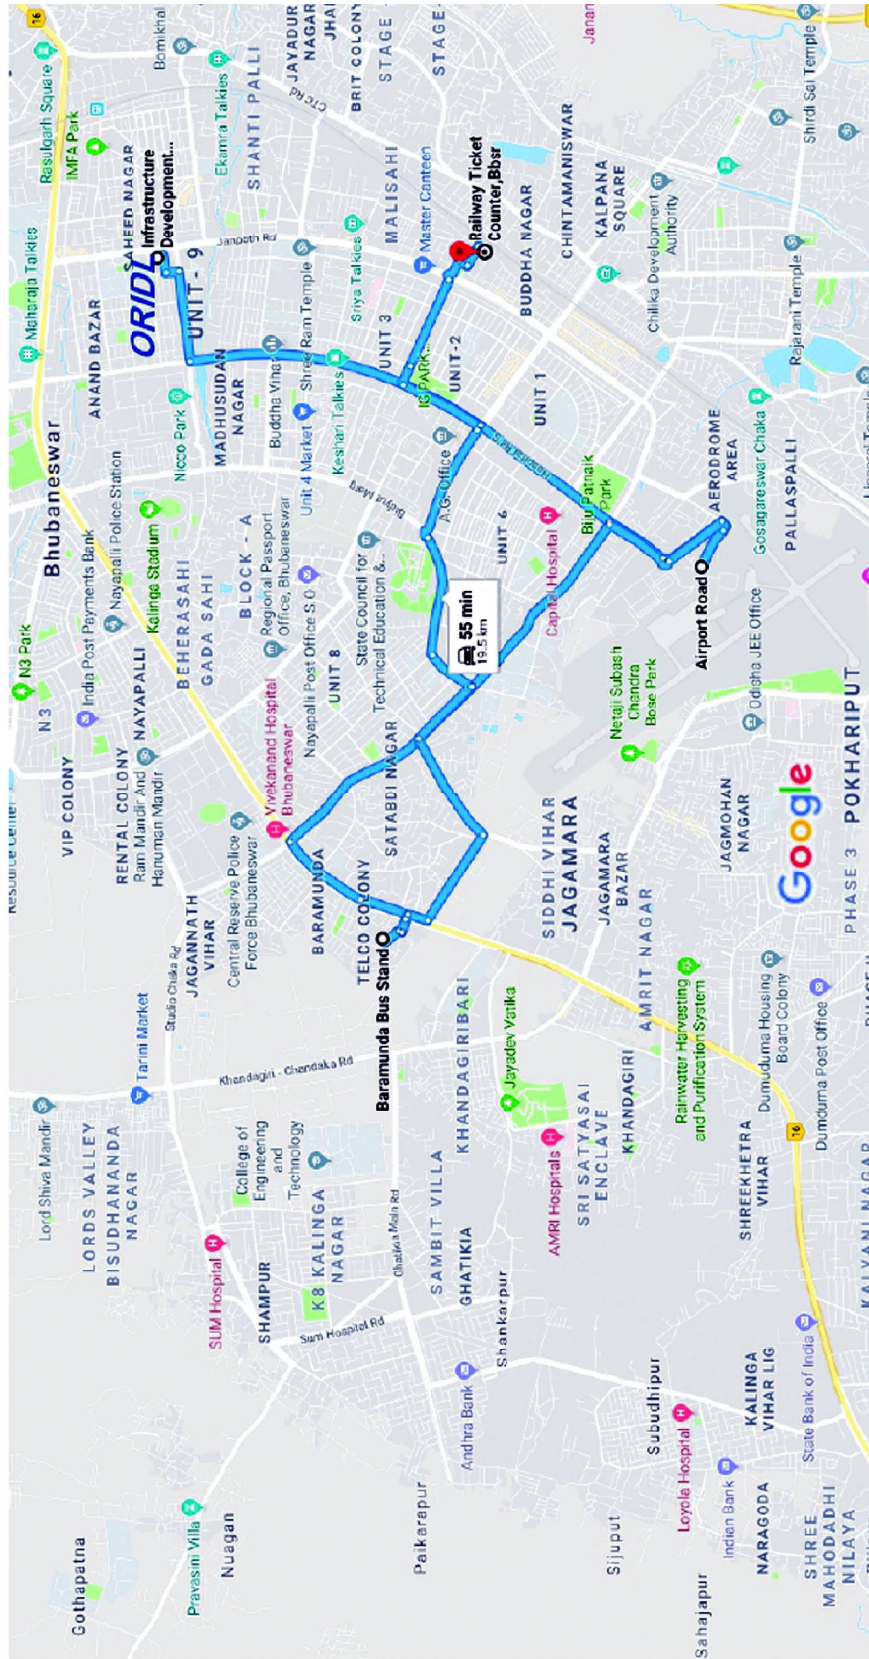 16
Rasulgarh Square
IMFA Park
Bomikhal
Ekamra Talkies
SHANTI PALLI
JAYADUR
NAGAR
BRIT COLONY
STAGE
STAGE-
CTC Rd
Maharaja Talkies
SAHEED NAGAR
Infrastructure
Development...
ORIDL
UNIT - 9
Janpath Rd
MALISAHI
Sriya Talkies
Master Canteen
Railway Ticket
Counter,Bbsr
BUDDHA NAGAR
CHINTAMANISWAR
KALPANA
SQUARE
Chilika Development
Authority
Shirdi Sai Temple
Rajarani Temple
ANAND BAZAR
Nicco Park
MADHUSUDAN
NAGAR
Buddha Vihar
Shree Ram Temple
Unit 4 Market
Keshari Talkies
UNIT 3
IG PARK...
UNIT-2
UNIT 1
Bhubaneswar
Nayapalli Police Station
India Post Payments Bank
Kalinga Stadium
BEHERASAHI
GADA SAHI
BLOCK - A
Regional Passport
Office, Bhubaneswar
Bidyut Marg
State Council for
Technical Education &...
A.G. Office
UNIT 6
Capital Hospital
Biju Patnaik
Park
AERODROME
AREA
Gosagareswar Chaka
PALLASPALLI
N3 Park
N3
NAYAPALLI
Nayapalli Post Office S.O
UNIT 8
Vivekanand Hospital
Bhubaneswar
55 min
19.5 km
Airport Road
Odisha JEE Office
Netaji Subash
Chandra
Bose Park
VIP COLONY
RENTAL COLONY
Ram Mandir And
Hanuman Mandir
Central Reserve Police
Force Bhubaneswar
SATABDI NAGAR
JAGANNATH
VIHAR
BARAMUNDA
TELCO COLONY
Baramunda Bus Stand
SIDDHI VIHAR
JAGAMARA
JAGAMARA
BAZAR
JAGMOHAN
NAGAR
Google
POKHARIPUT
PHASE 3
Studio Chaka Rd
Tarini Market
Khandagiri - Chandaka Rd
KHANDAGIRIBARI
Jayadev Vatika
AMRIT NAGAR
Rainwater Harvesting
and Purification System
Dumuduma Housing
Board Colony
Dumduma Post Office
Lord Shiva Mandir
LORDS VALLEY
BISUDHANANDA
NAGAR
College of
Engineering
and
Technology
SUM Hospital
SHAMPUR
K8 KALINGA
NAGAR
Sum Hospital Rd
Ghatikia Main Rd
SAMBIT VILLA
GHATIKIA
AMRI Hospitals
SRI SATYASAI
ENCLAVE
KHANDAGIRI
SHREEKHETRA
VIHAR
16
KALYANI NAGAR
Shankarpur
Andhra Bank
Subudhipur
Loyola Hospital
KALINGA
VIHAR LIG
State Bank of India
Gothapatna
Pravasini Villa
Nuagan
Paikarapur
Sijuput
Indian Bank
NARAGODA
SHREE
MAHODADHI
NILAYA
Sahajapur